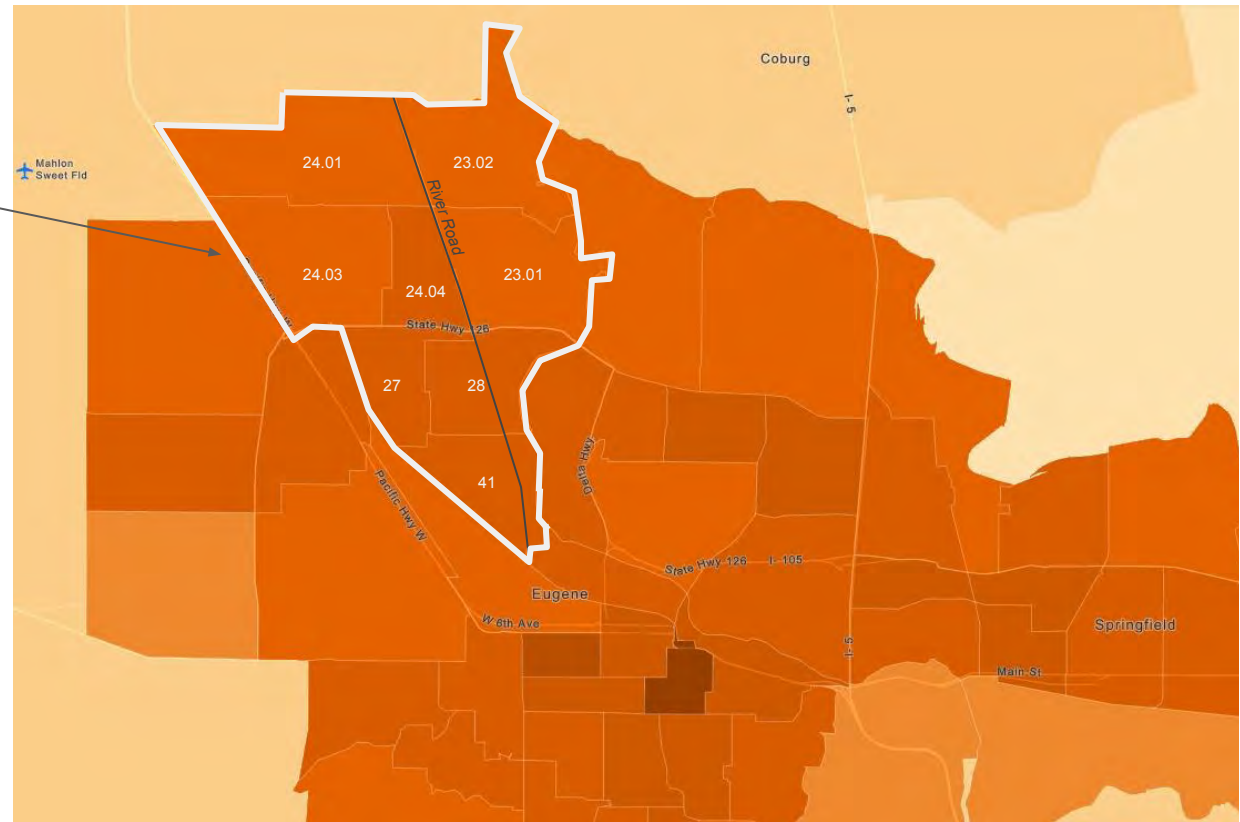 Coburg
I- 5
Mahlon
Sweet Fld
24.01
23.02
River Road
24.03
24.04
23.01
State Hwy 126
27
28
Delta Hwy
41
Pacific Hwy W
State Hwy 126
I- 105
Eugene
W 6th Ave
Springfield
I- 5
Main St